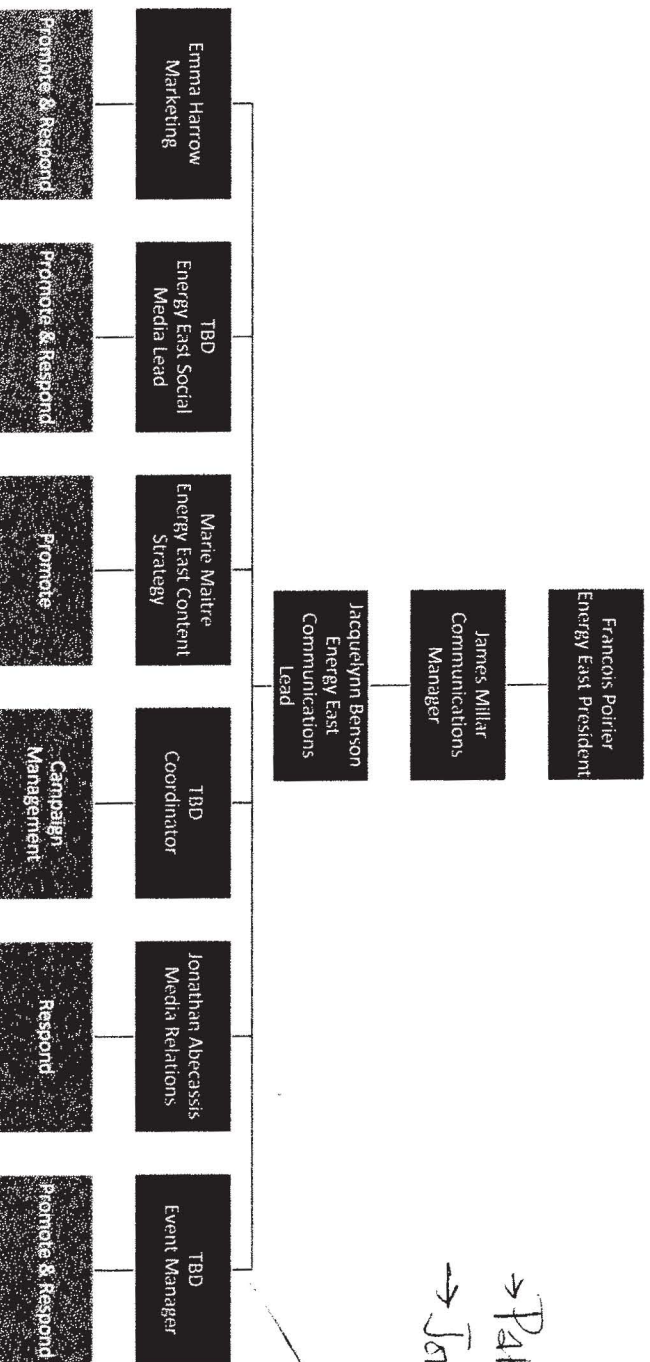 Francois Poirier
Energy East President
James Millar
Communications
Manager
Jacquelynn Benson
Energy East
Communications
Lead
Emma Harrow
Marketing
TBD
Energy East Social
Media Lead
Marie Maitre
Energy East Content
Strategy
TBD
Coordinator
Jonathan Abecassis
Media Relations
TBD
Event Manager
Promote & Respond
Promote & Respond
Promote
Campaign
Management
Respond
Promote & Respond